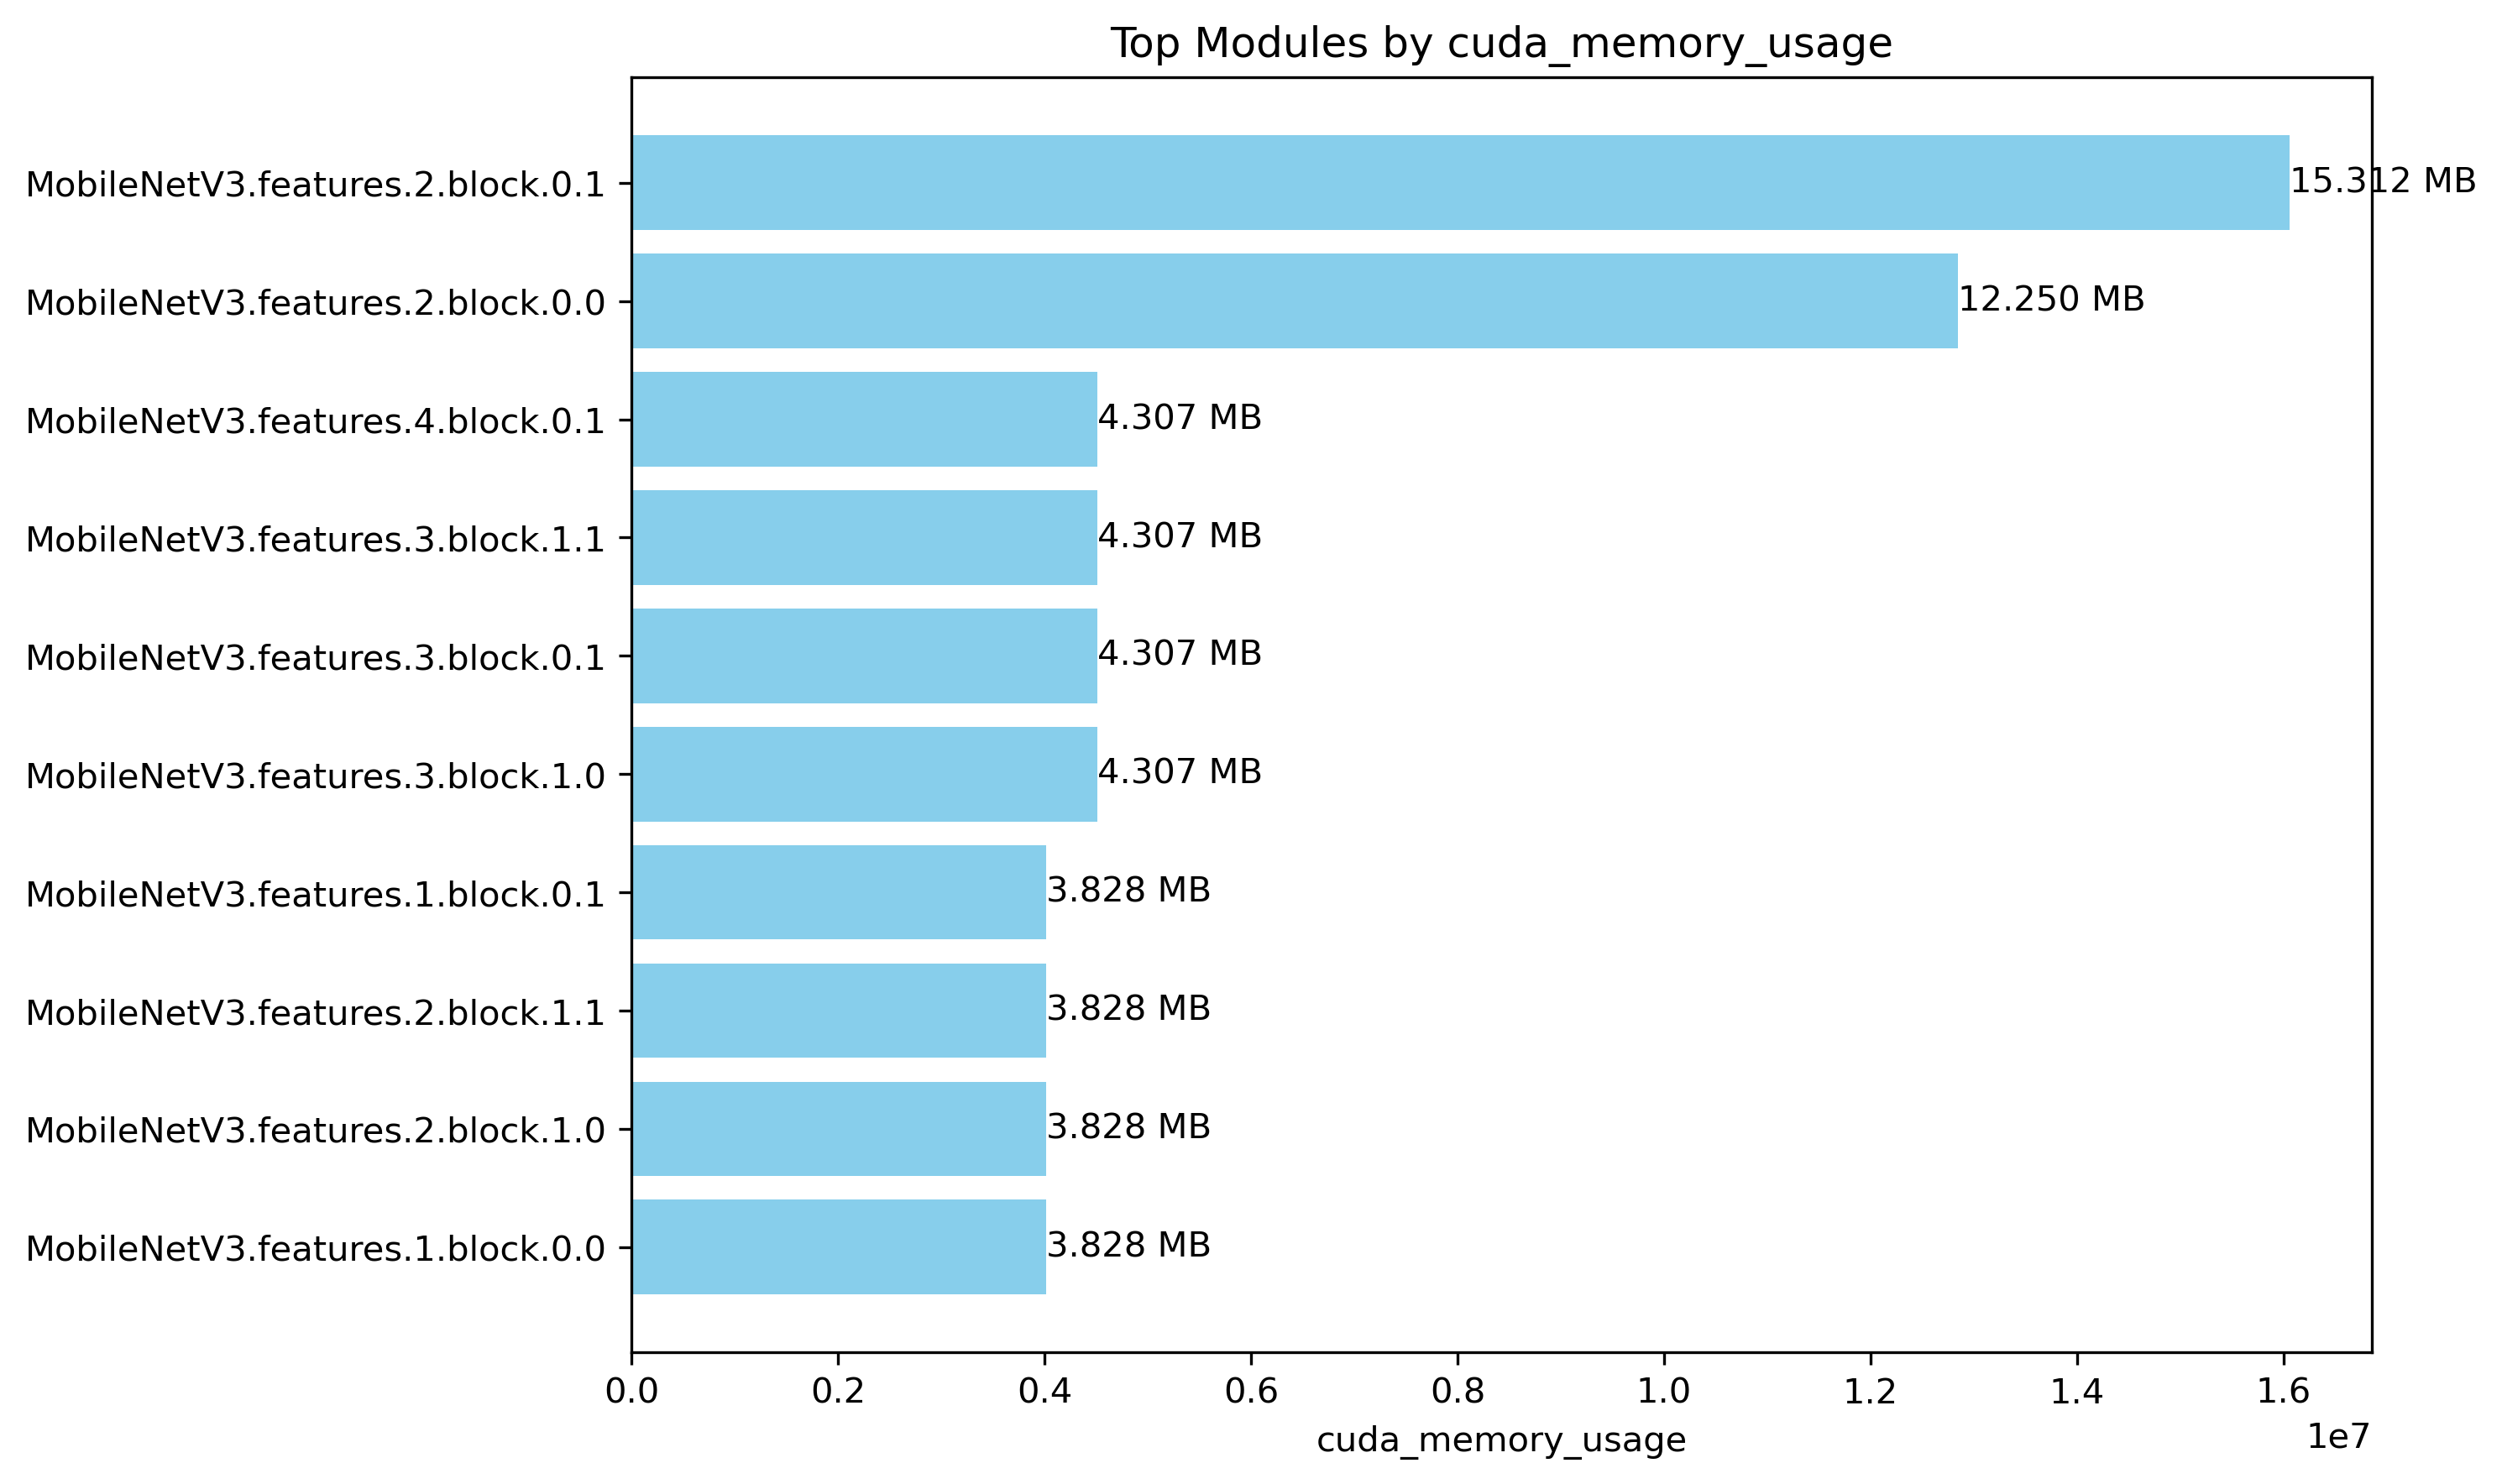 Top Modules by cuda_memory_usage
MobileNetV3.features.2.block.0.1 15.312 MB
MobileNetV3.features.2.block.0.0 12.250 MB
MobileNetV3.features.4.block.0.1 4.307 MB
MobileNetV3.features.3.block.1.1 4.307 MB
MobileNetV3.features.3.block.0.1 4.307 MB
MobileNetV3.features.3.block.1.0 4.307 MB
MobileNetV3.features.1.block.0.1 3.828 MB
MobileNetV3.features.2.block.1.1 3.828 MB
MobileNetV3.features.2.block.1.0 3.828 MB
MobileNetV3.features.1.block.0.0 3.828 MB
0.0 0.2 0.4 0.6 0.8 1.0 1.2 1.4 1.6
1e7
cuda_memory_usage